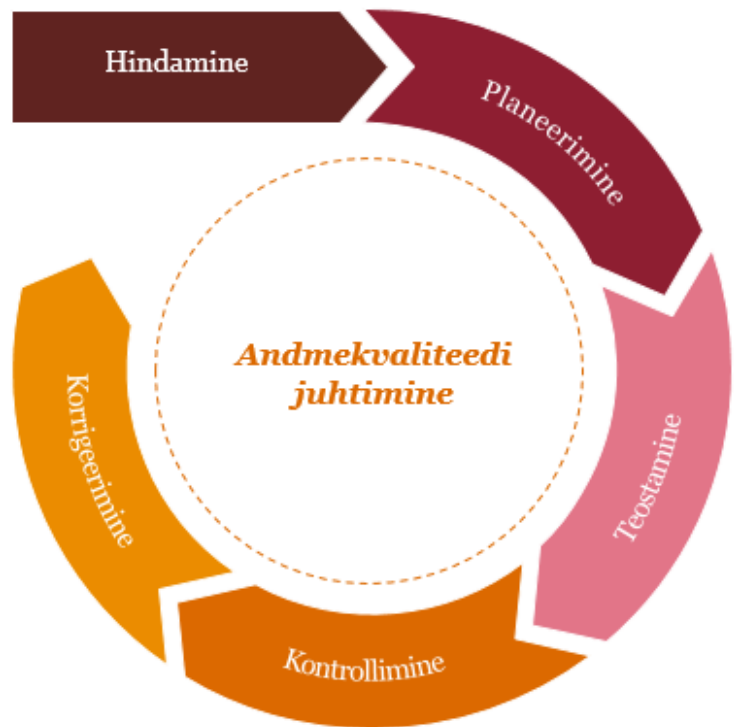 Hindamine
Planeerimine
Teostamine
Kontrollimine
Korrigeerimine
Andmekvaliteedi
juhtimine